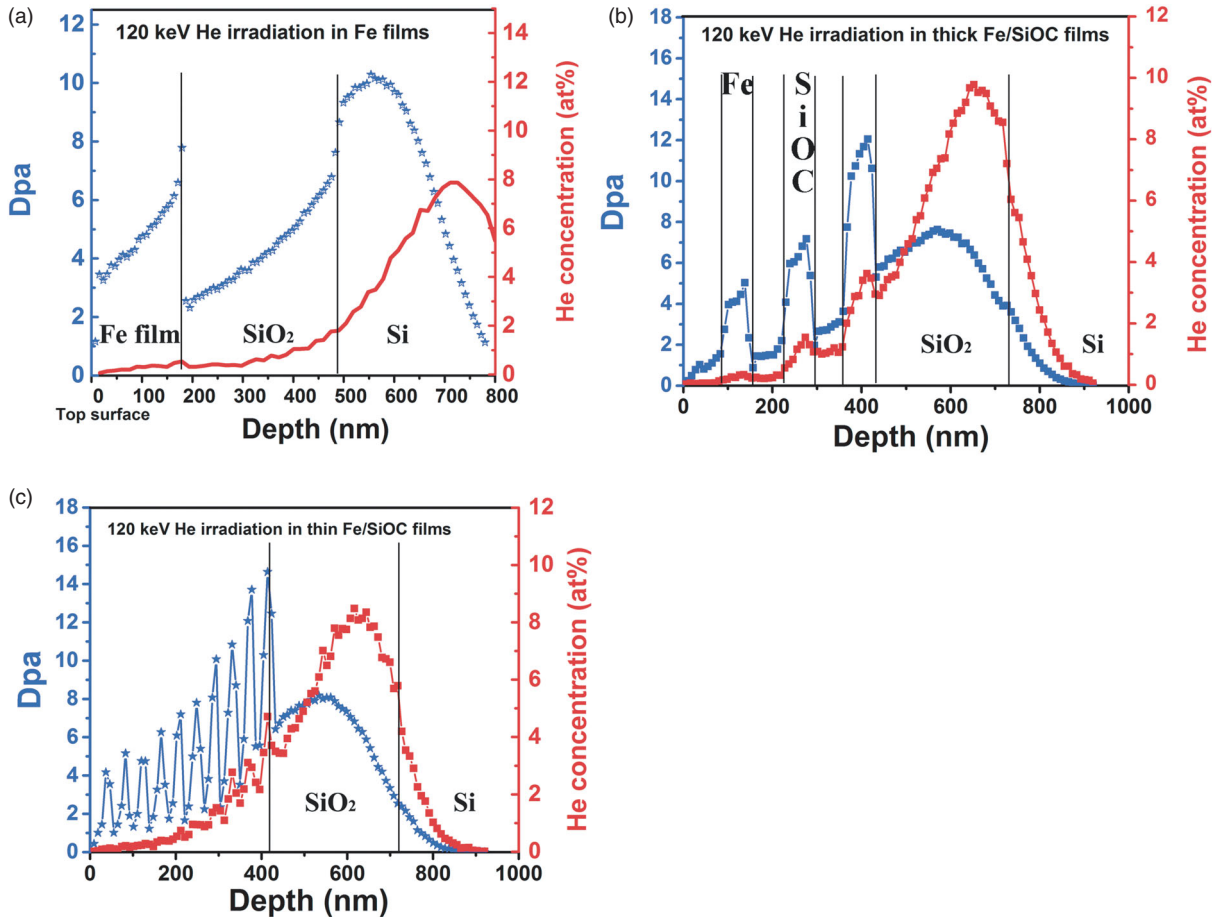 (a)
120 keV He irradiation in Fe films
12
10
8
6
4
2
0
Dpa
15
14
12
10
8
6
4
2
0
He concentration (at%)
Fe film
SiO2
Si
0 100 200 300 400 500 600 700 800
Top surface
Depth (nm)
(b)
120 keV He irradiation in thick Fe/SiOC films
18
16
14
12
10
8
6
4
2
0
Dpa
12
10
8
6
4
2
0
He concentration (at%)
Fe
S
i
O
C
SiO2
Si
0 200 400 600 800 1000
Depth (nm)
(c)
120 keV He irradiation in thin Fe/SiOC films
18
16
14
12
10
8
6
4
2
0
Dpa
12
10
8
6
4
2
0
He concentration (at%)
SiO2
Si
0 200 400 600 800 1000
Depth (nm)